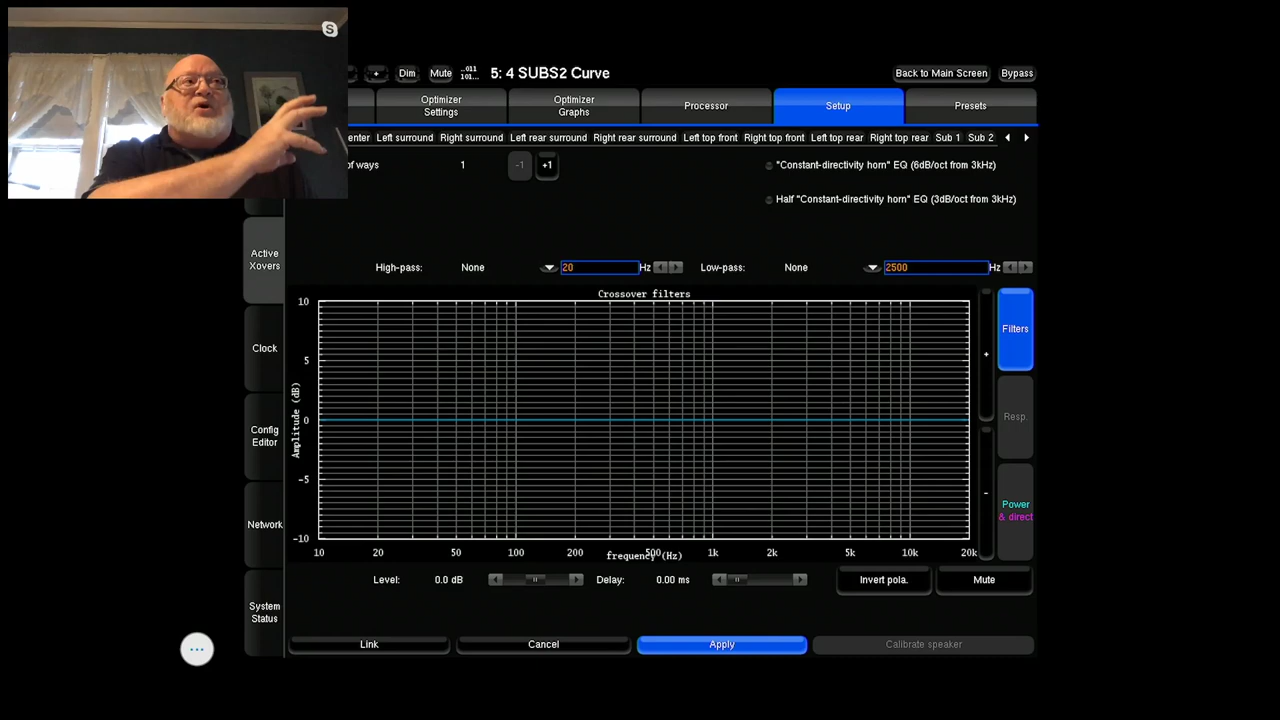 S
+ Dim Mute ..011 101... 5: 4 SUBS2 Curve Back to Main Screen Bypass
Optimizer Settings
Optimizer Graphs
Processor
Setup
Presets
enter Left surround Right surround Left rear surround Right rear surround Left top front Right top front Left top rear Right top rear Sub 1 Sub 2
of ways 1 -1 +1 "Constant-directivity horn" EQ (6dB/oct from 3kHz)
Half "Constant-directivity horn" EQ (3dB/oct from 3kHz)
Active Xovers
Clock
Config Editor
Network
System Status
High-pass: None 20 Hz Low-pass: None 2500 Hz
Crossover filters
10
5
0
-5
-10
Amplitude (dB)
10 20 50 100 200 500 1k 2k 5k 10k 20k
frequency (Hz)
+
-
Filters
Resp.
Power & direct
Level: 0.0 dB Delay: 0.00 ms Invert pola. Mute
Link Cancel Apply Calibrate speaker